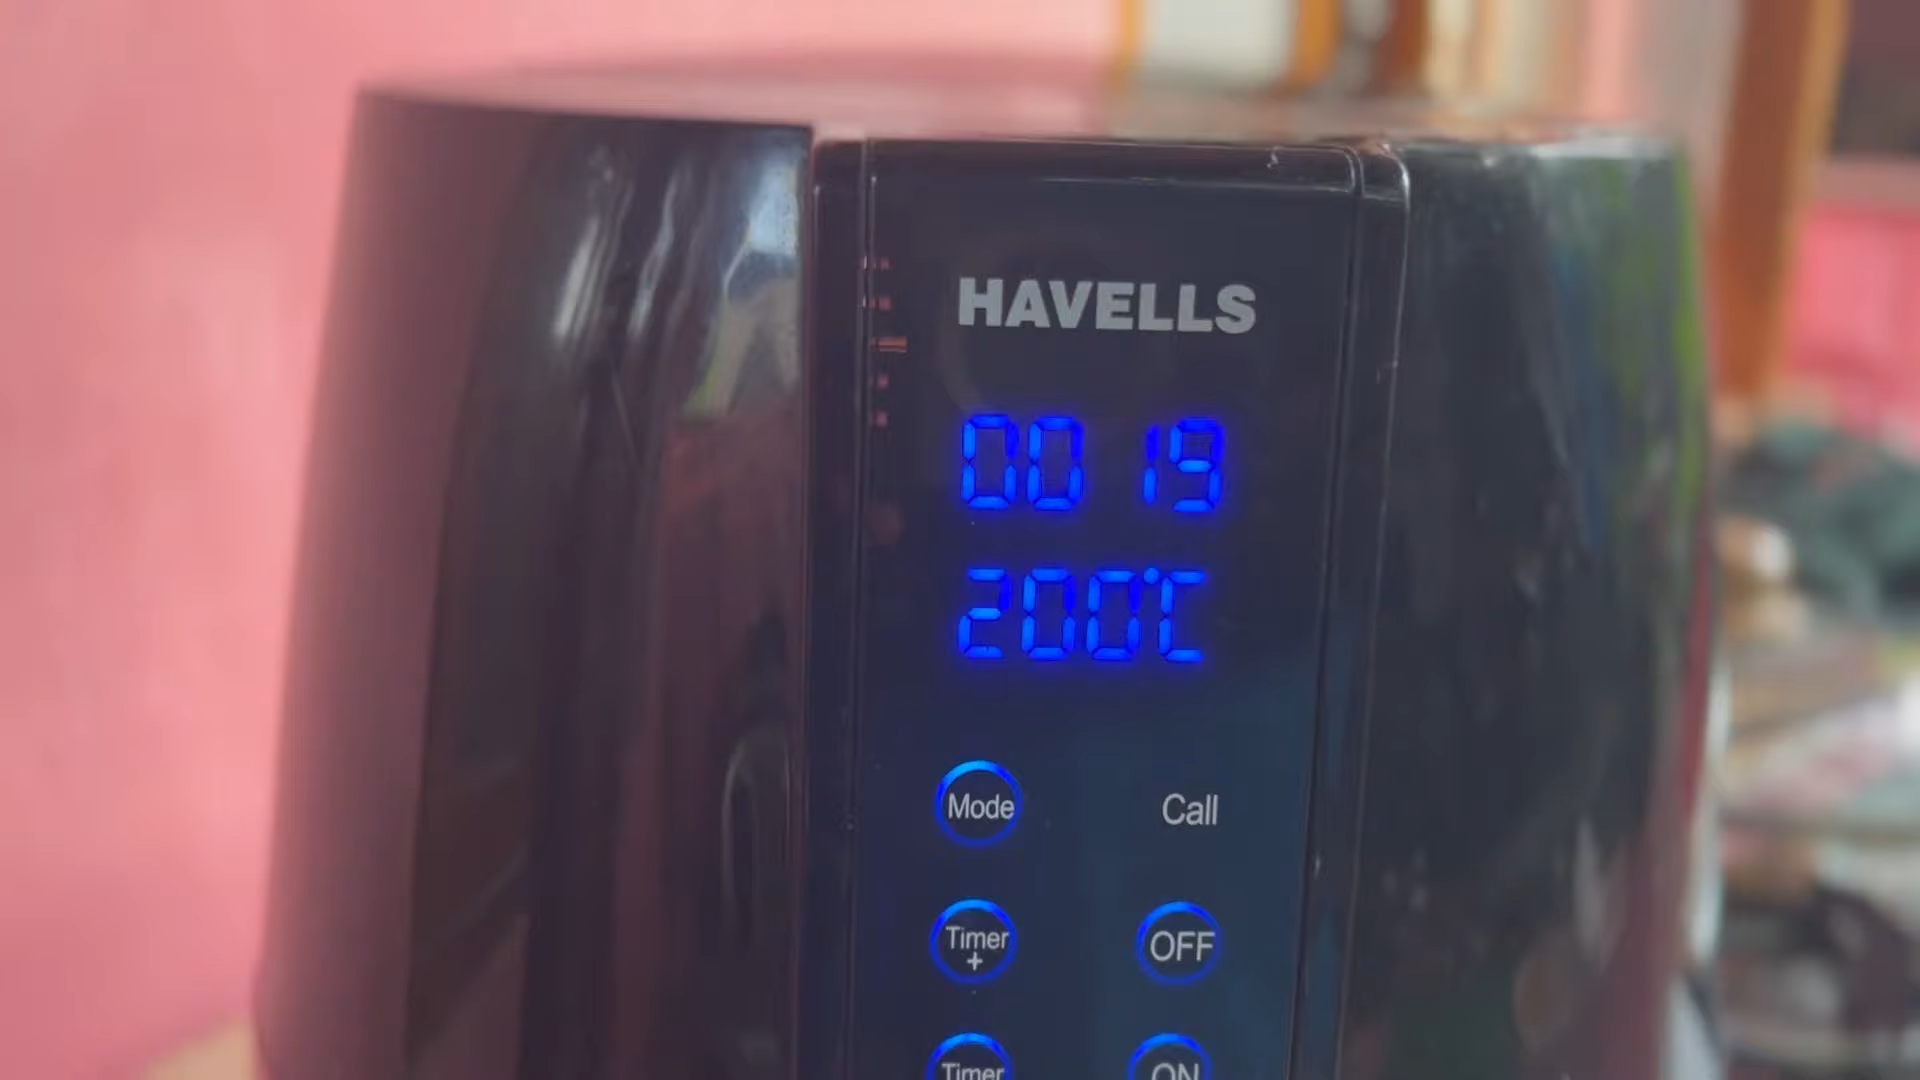 HAVELLS
00 19
200°C
Mode Call
Timer + OFF
Timer ON